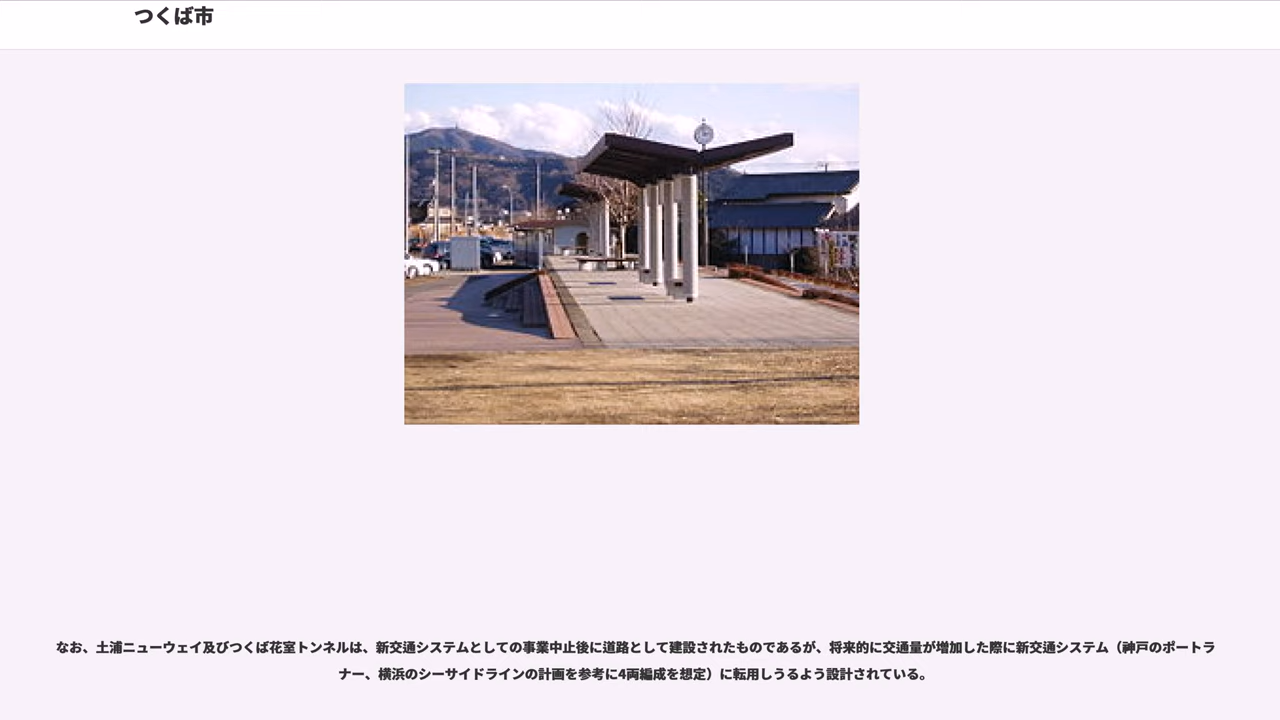 つくば市
なお、土浦ニューウェイ及びつくば花室トンネルは、新交通システムとしての事業中止後に道路として建設されたものであるが、将来的に交通量が増加した際に新交通システム（神戸のポートラ
ナー、横浜のシーサイドラインの計画を参考に4両編成を想定）に転用しうるよう設計されている。